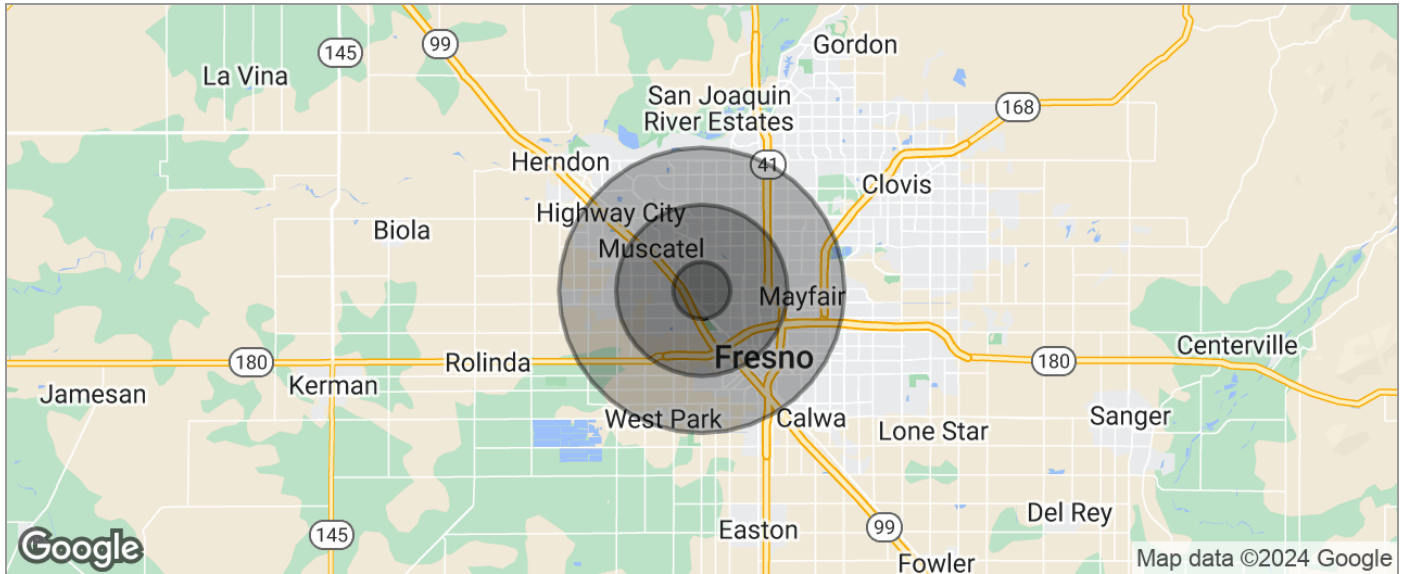 Gordon
99
145
La Vina
San Joaquin
River Estates
168
Herndon
41
Clovis
Highway City
Biola
Muscatel
Mayfair
Centerville
Fresno
180
Rolinda
180
Kerman
Jamesan
West Park
Calwa
Sanger
Lone Star
Del Rey
Easton
99
145
Google
Fowler
Map data ©2024 Google